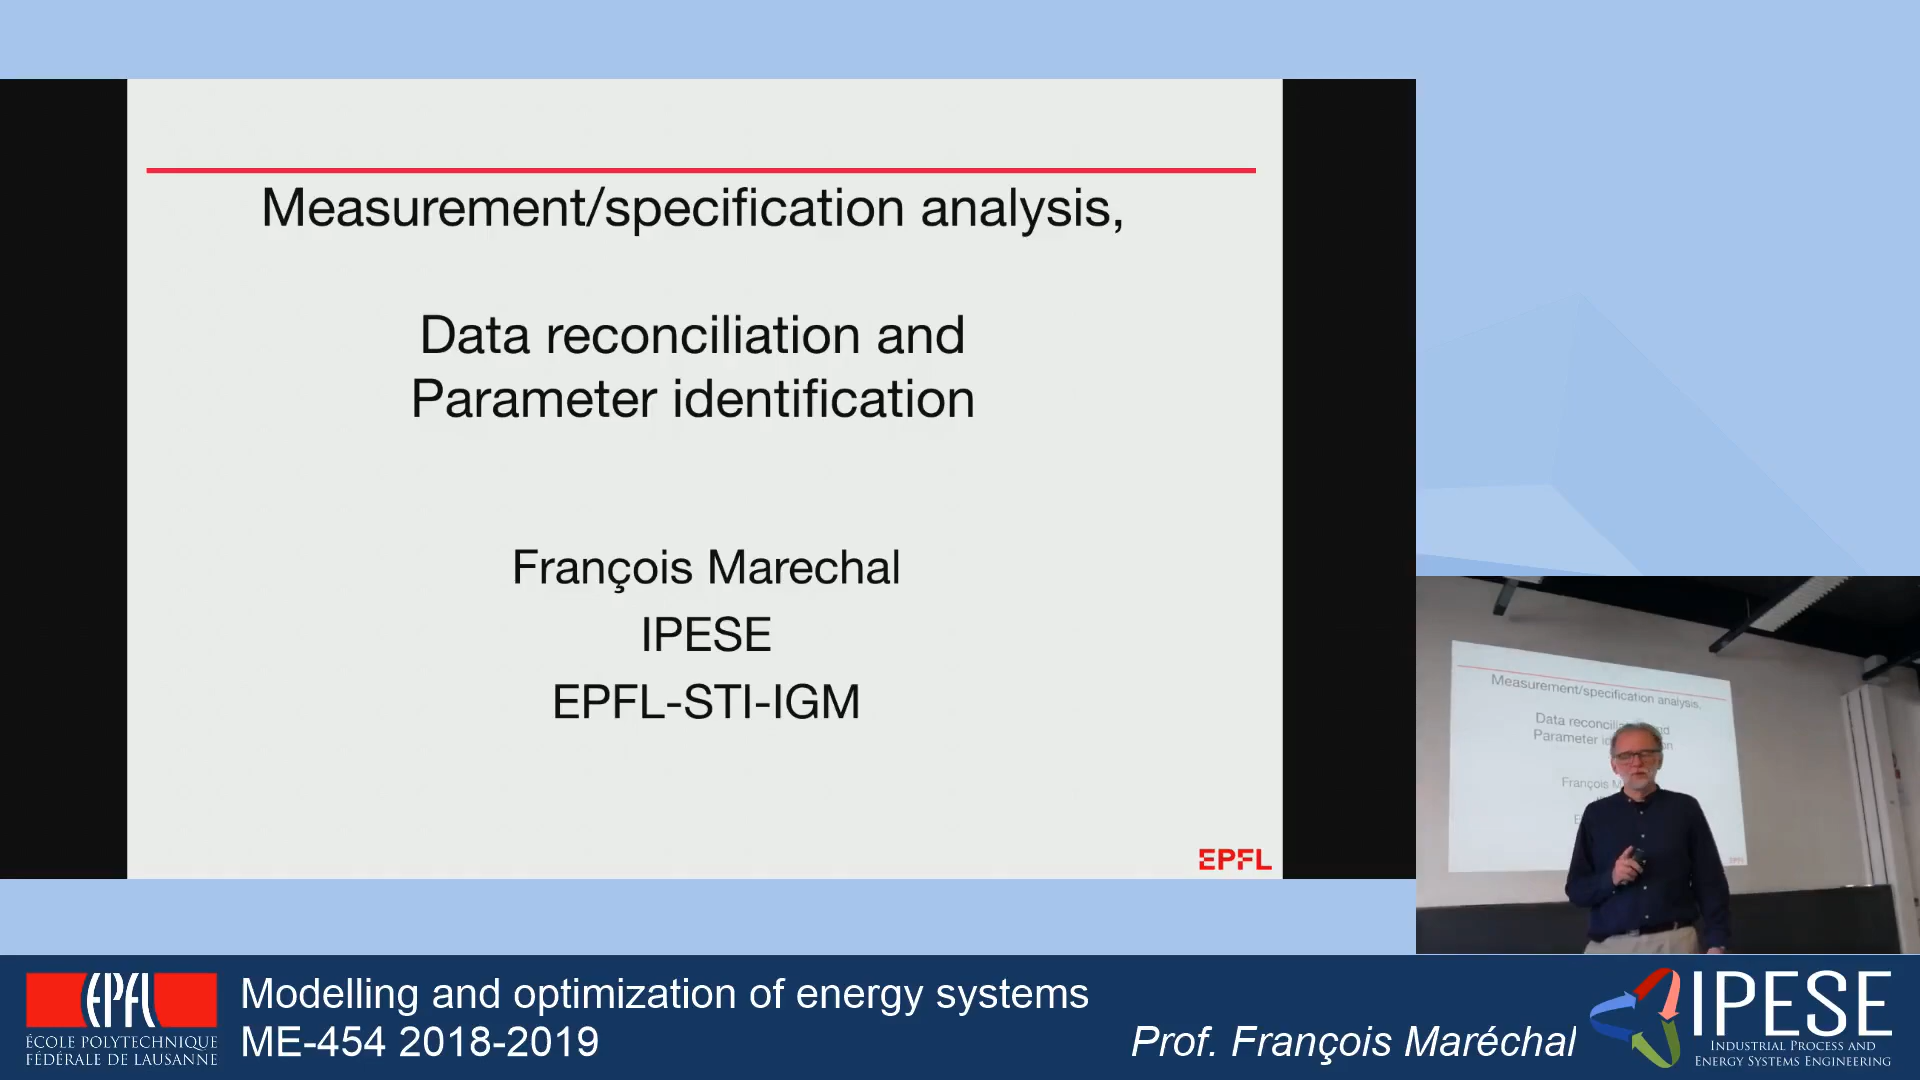 Measurement/specification analysis,
Data reconciliation and
Parameter identification
François Marechal
IPESE
EPFL-STI-IGM
EPFL
Measurement/specification analysis,
Data
Parameter
François
EPFL
ÉCOLE POLYTECHNIQUE
FÉDÉRALE DE LAUSANNE
Modelling and optimization of energy systems
ME-454 2018-2019
Prof. François Maréchal
IPESE
INDUSTRIAL PROCESS AND
ENERGY SYSTEMS ENGINEERING